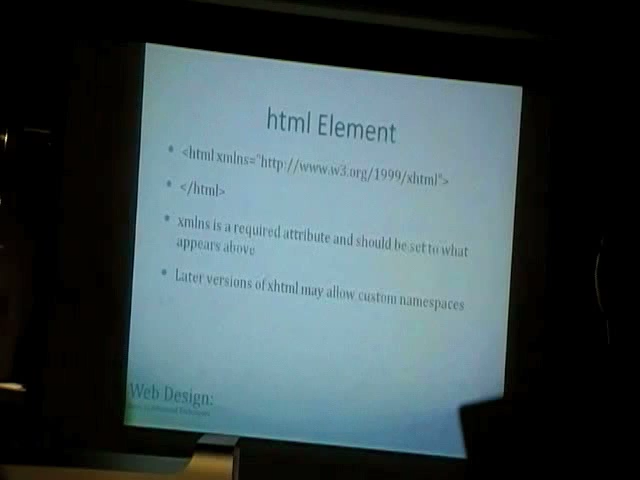 html Element
• <html xmlns="http://www.w3.org/1999/xhtml">
• </html>
• xmlns is a required attribute and should be set to what
appears above
• Later versions of xhtml may allow custom namespaces
Web Design: